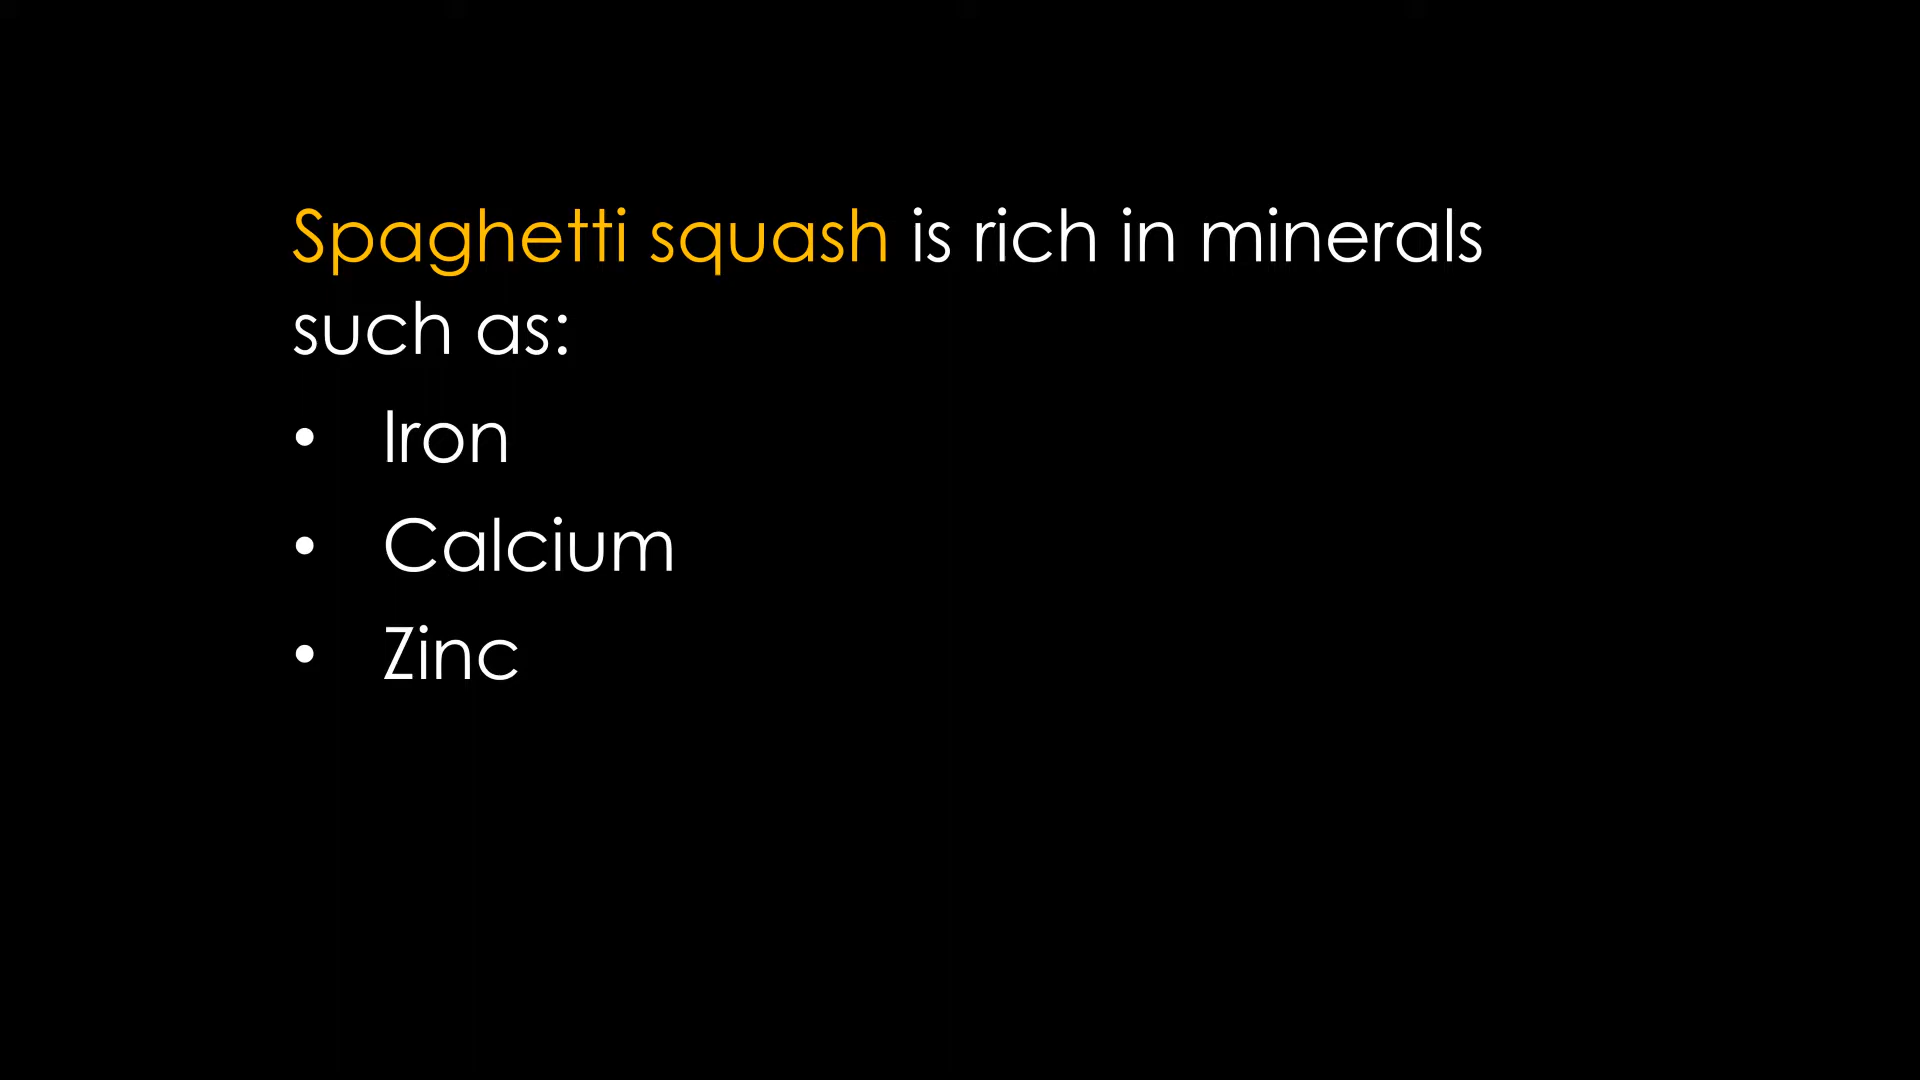 Spaghetti squash is rich in minerals
such as:
• Iron
• Calcium
• Zinc